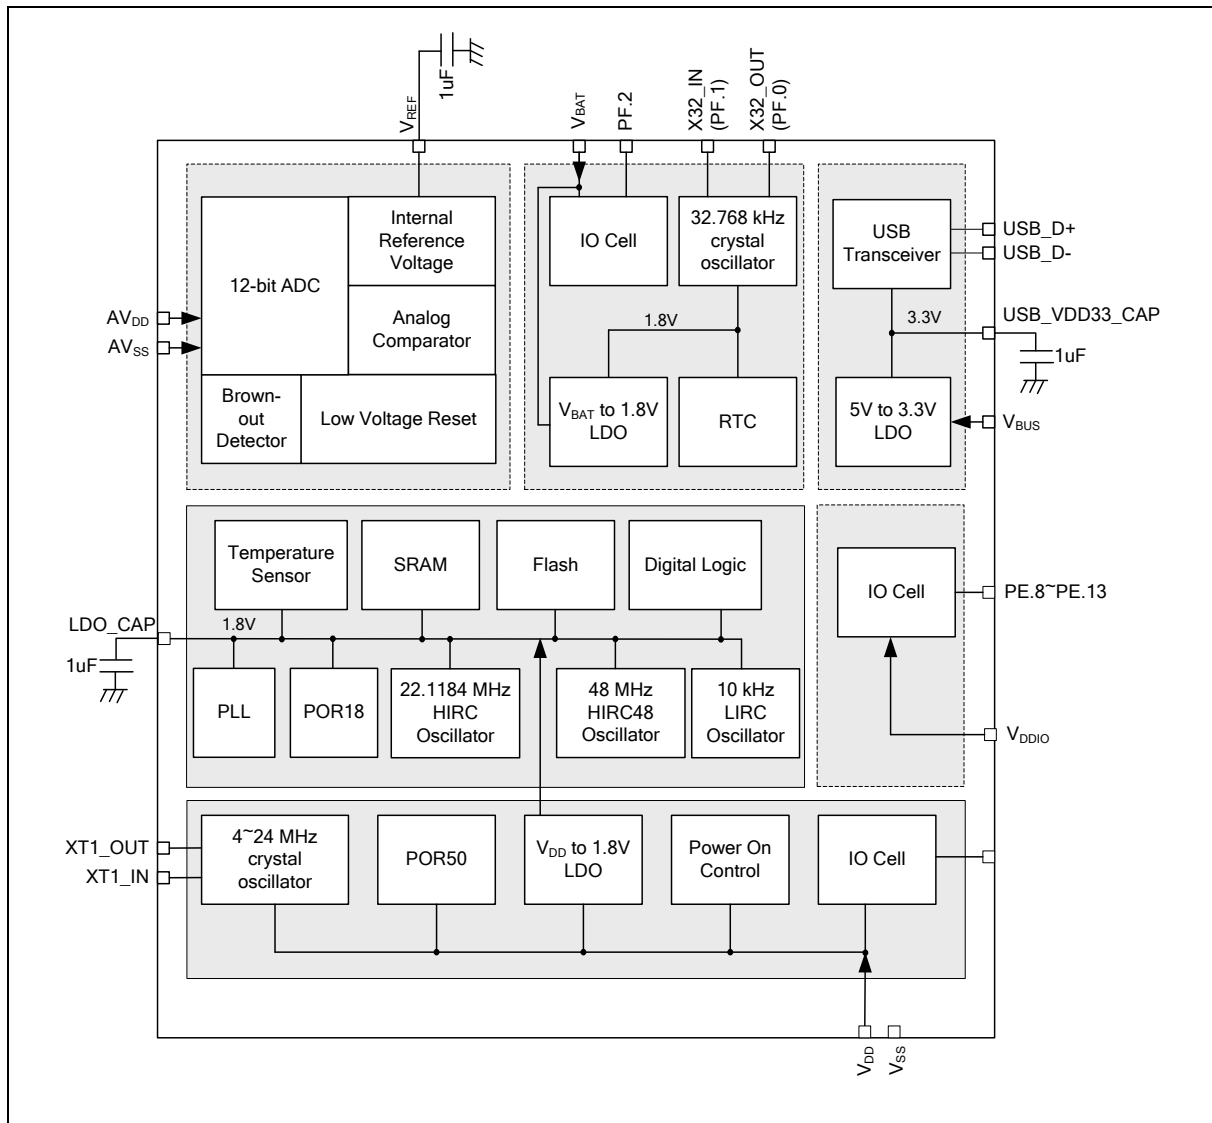 1uF
VREF
VBAT
PF.2
X32_IN
(PF.1)
X32_OUT
(PF.0)
12-bit ADC
Internal
Reference
Voltage
Analog
Comparator
Brown-
out
Detector
Low Voltage Reset
AVDD
AVSS
IO Cell
32.768 kHz
crystal
oscillator
1.8V
VBAT to 1.8V
LDO
RTC
USB
Transceiver
USB_D+
USB_D-
3.3V
USB_VDD33_CAP
1uF
5V to 3.3V
LDO
VBUS
Temperature
Sensor
SRAM
Flash
Digital Logic
LDO_CAP
1.8V
1uF
PLL
POR18
22.1184 MHz
HIRC
Oscillator
48 MHz
HIRC48
Oscillator
10 kHz
LIRC
Oscillator
IO Cell
PE.8~PE.13
VDDIO
XT1_OUT
XT1_IN
4~24 MHz
crystal
oscillator
POR50
VDD to 1.8V
LDO
Power On
Control
IO Cell
VDD
VSS